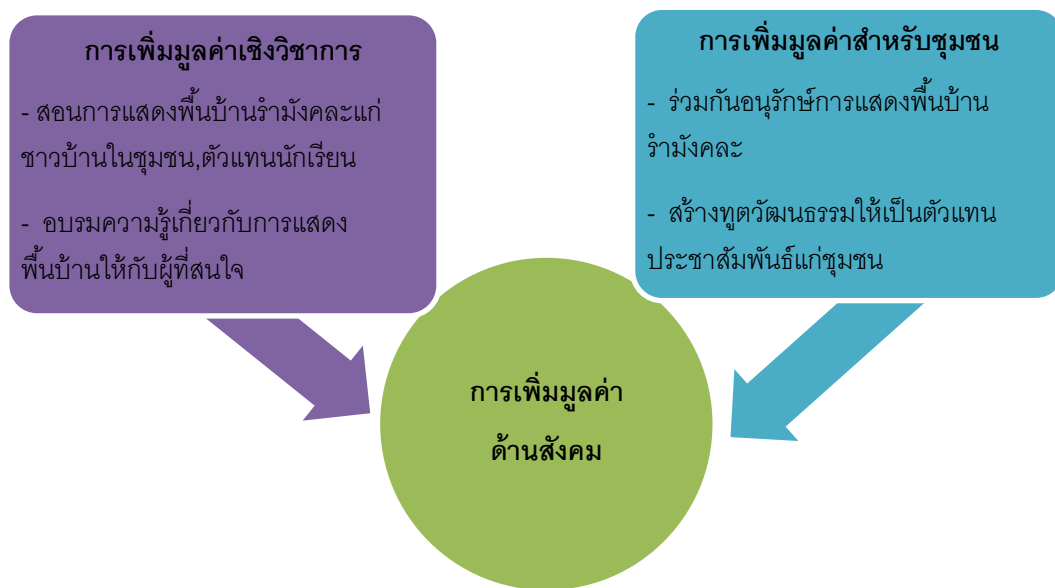 การเพิ่มมูลค่าเชิงวิชาการ
- สอนการแสดงพื้นบ้านรำมังคละแก่
ชาวบ้านในชุมชน,ตัวแทนนักเรียน
- อบรมความรู้เกี่ยวกับการแสดง
พื้นบ้านให้กับผู้ที่สนใจ
การเพิ่มมูลค่าสำหรับชุมชน
- ร่วมกันอนุรักษ์การแสดงพื้นบ้าน
รำมังคละ
- สร้างทูตวัฒนธรรมให้เป็นตัวแทน
ประชาสัมพันธ์แก่ชุมชน
การเพิ่มมูลค่า
ด้านสังคม